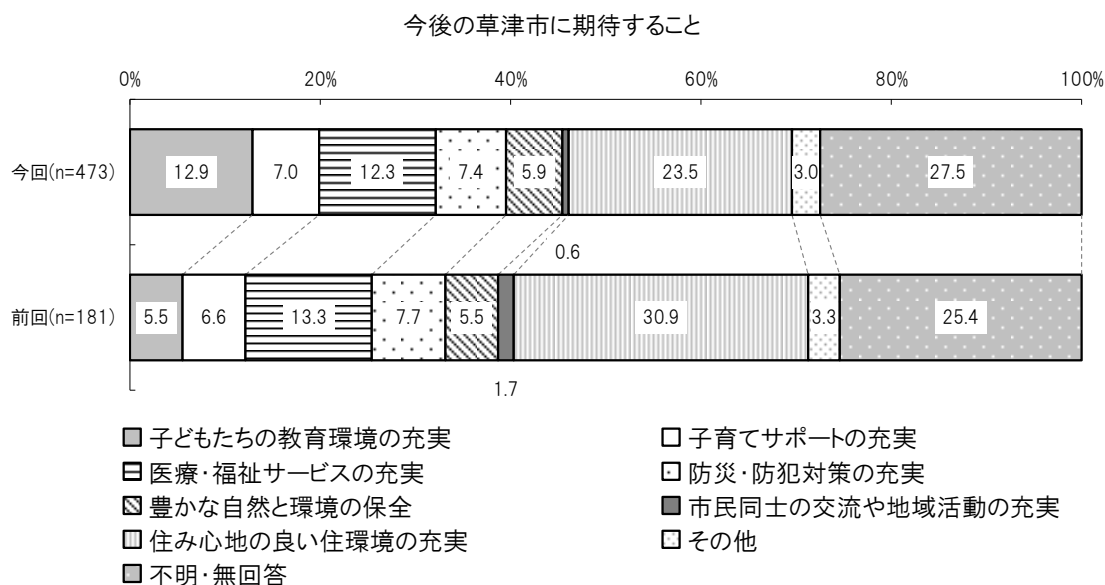 今後の草津市に期待すること
0% 20% 40% 60% 80% 100%
今回(n=473) 12.9 7.0 12.3 7.4 5.9 23.5 3.0 27.5
0.6
前回(n=181) 5.5 6.6 13.3 7.7 5.5 30.9 3.3 25.4
1.7
子どもたちの教育環境の充実 子育てサポートの充実
医療・福祉サービスの充実 防災・防犯対策の充実
豊かな自然と環境の保全 市民同士の交流や地域活動の充実
住み心地の良い住環境の充実 その他
不明・無回答